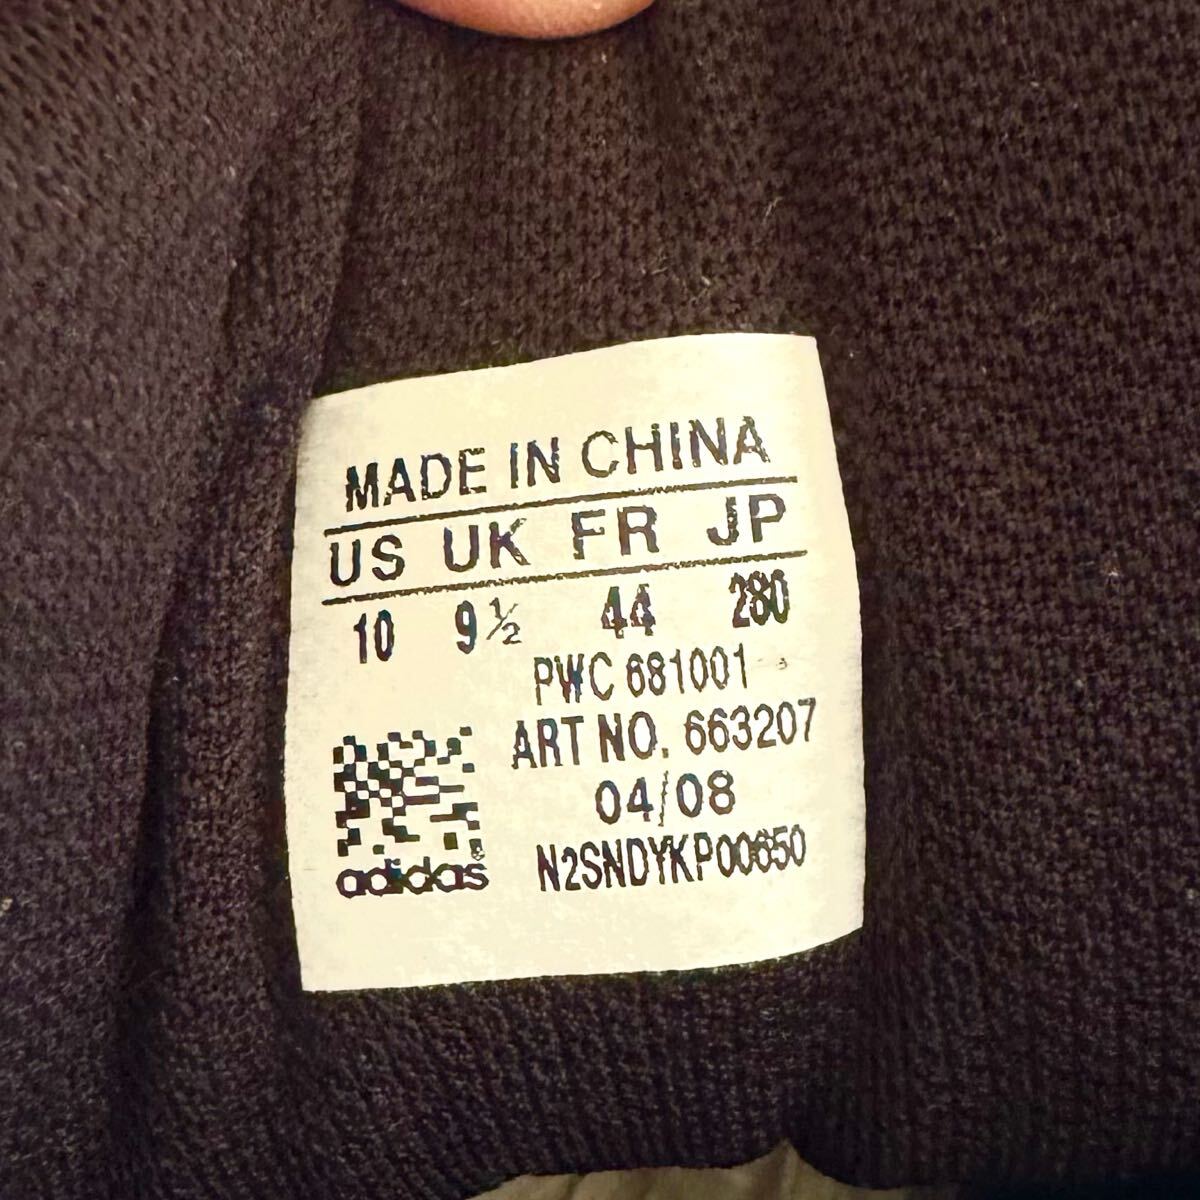 MADE IN CHINA
US UK FR JP
10 9½ 44 280
PWC 681001
ART NO. 663207
04/08
N2SNDYKP00650
adidas